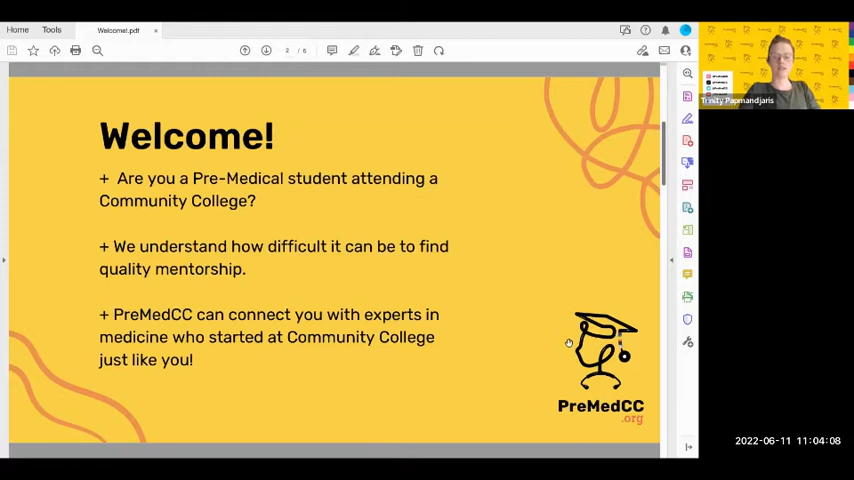 Home
Tools
Welcome!.pdf
2 / 6
Welcome!
+ Are you a Pre-Medical student attending a
Community College?
+ We understand how difficult it can be to find
quality mentorship.
+ PreMedCC can connect you with experts in
medicine who started at Community College
just like you!
PreMedCC
.org
Trinity Papmandjaris
2022-06-11 11:04:08